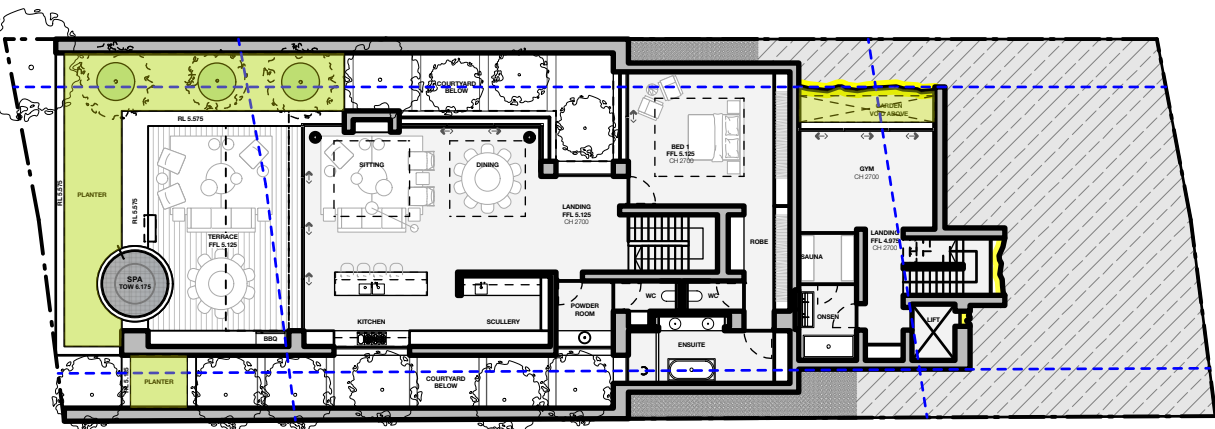 COURTYARD
BELOW
GARDEN
VOID ABOVE
RL 5.575
BED 1
FFL 5.125
CH 2700
SITTING
DINING
GYM
CH 2700
RL 5.575
PLANTER
RL 5.575
LANDING
FFL 5.125
CH 2700
TERRACE
FFL 5.125
LANDING
FFL 4.975
CH 2700
ROBE
SAUNA
SPA
TOW 6.175
WC
WC
POWDER
ROOM
KITCHEN
SCULLERY
ONSEN
LIFT
BBQ
ENSUITE
PLANTER
COURTYARD
BELOW